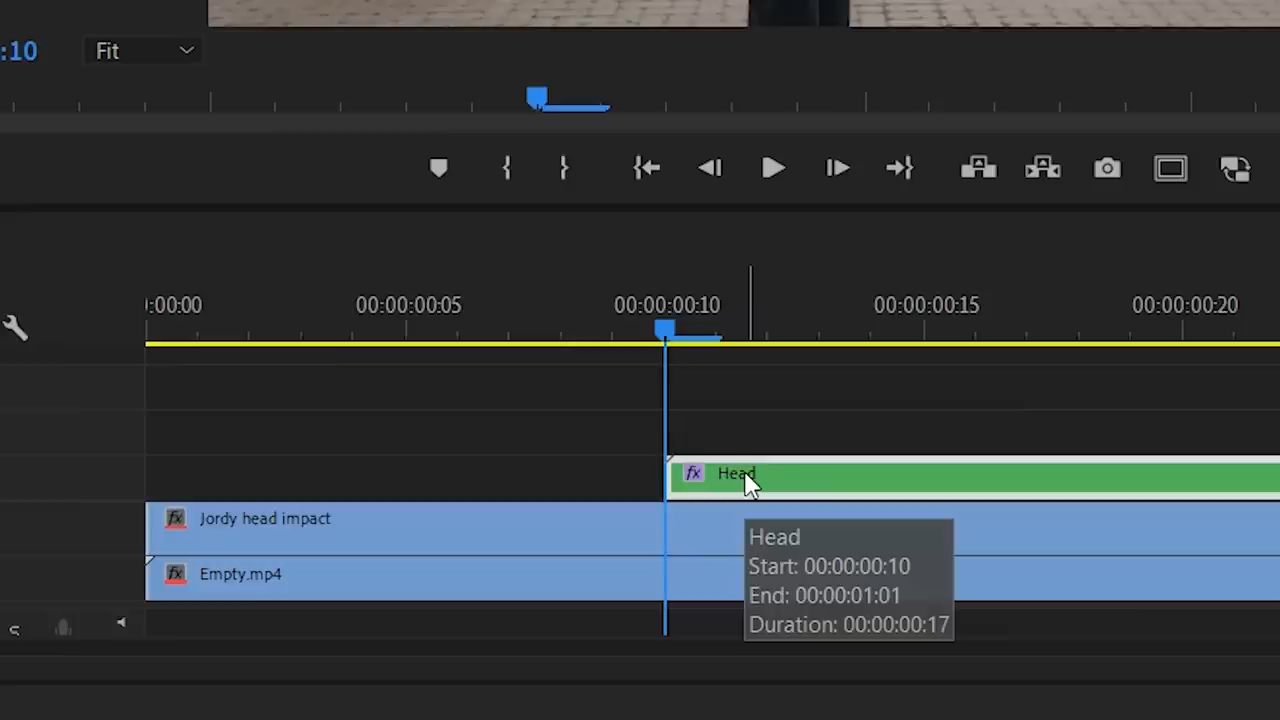 :10
Fit
:00:00
00:00:00:05
00:00:00:10
00:00:00:15
00:00:00:20
fx Head
fx Jordy head impact
Head
Start: 00:00:00:10
fx Empty.mp4
End: 00:00:01:01
Duration: 00:00:00:17